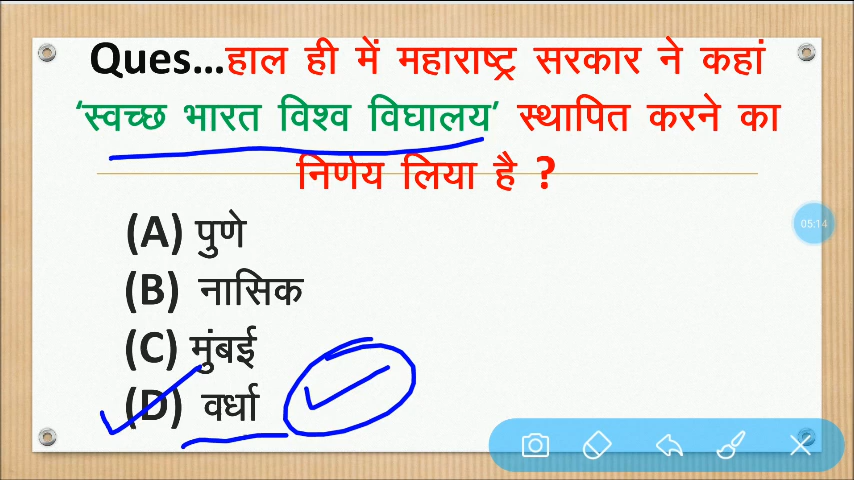 Ques...हाल ही में महाराष्ट्र सरकार ने कहां
‘स्वच्छ भारत विश्व विघालय’ स्थापित करने का
निर्णय लिया है ?
(A) पुणे
(B) नासिक
(C) मुंबई
(D) वर्धा
05:14